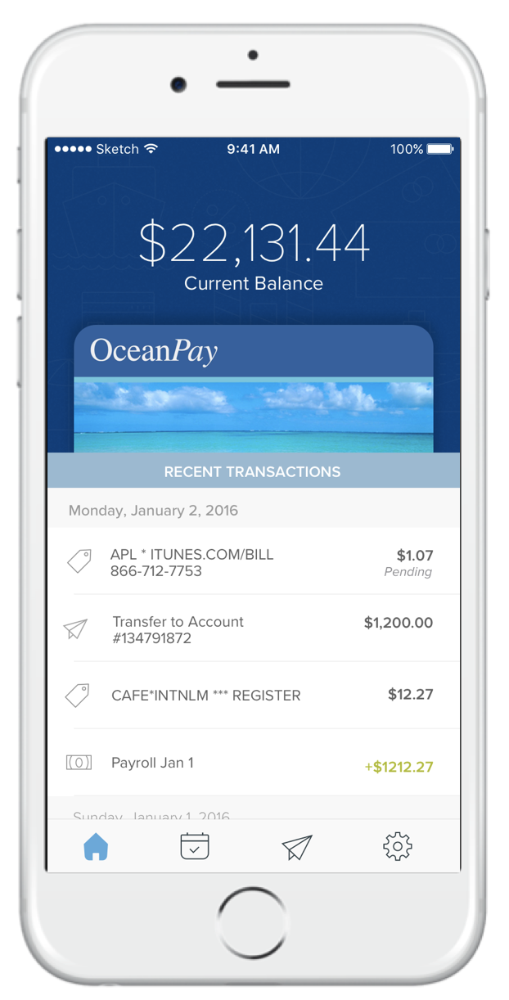 Sketch 9:41 AM 100%
$22,131.44
Current Balance
OceanPay
RECENT TRANSACTIONS
Monday, January 2, 2016
APL * ITUNES.COM/BILL $1.07
866-712-7753 Pending
Transfer to Account $1,200.00
#134791872
CAFE*INTNLM *** REGISTER $12.27
Payroll Jan 1 +$1212.27
Sunday, January 1, 2016